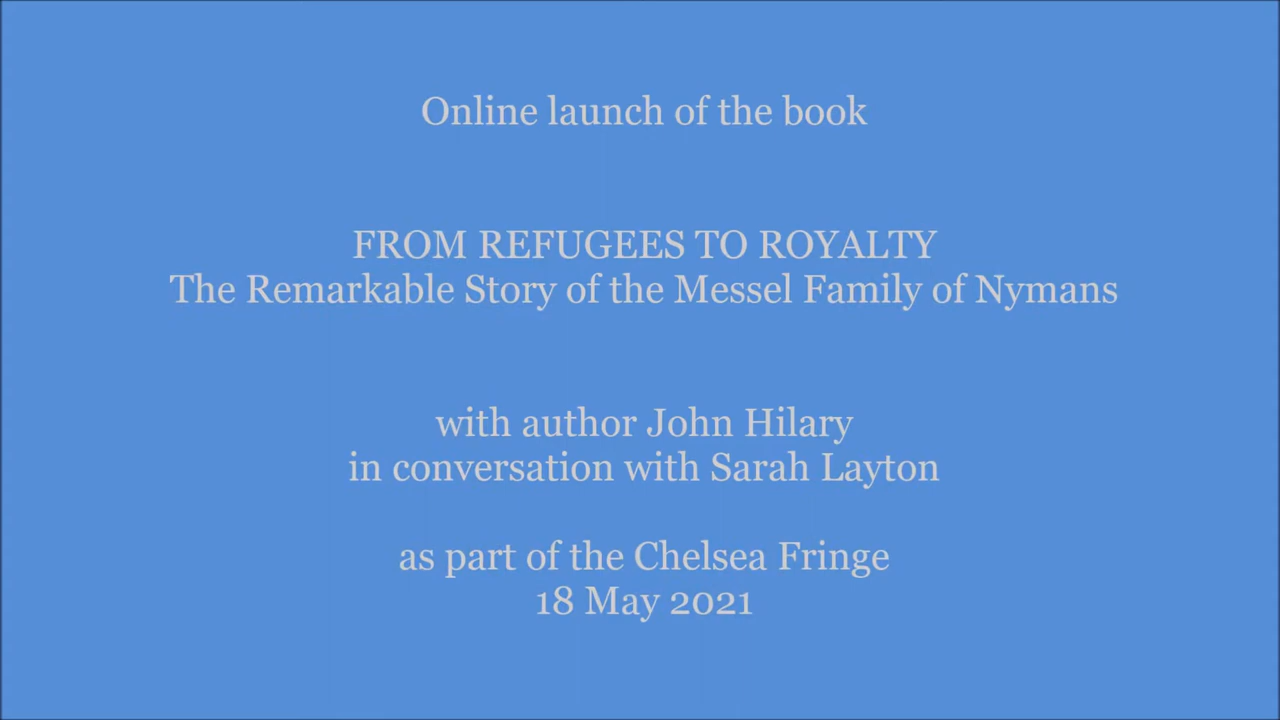 Online launch of the book
FROM REFUGEES TO ROYALTY
The Remarkable Story of the Messel Family of Nymans
with author John Hilary
in conversation with Sarah Layton
as part of the Chelsea Fringe
18 May 2021